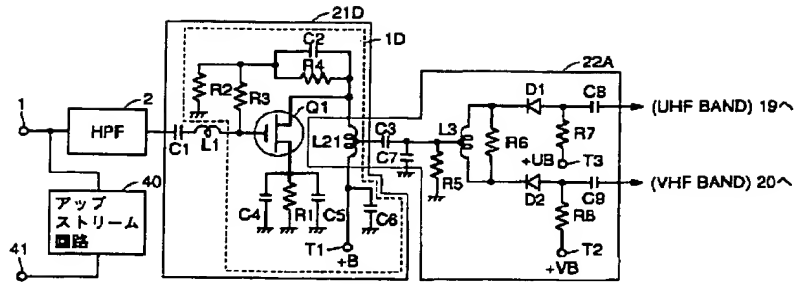 21D
1D
C2
R4
22A
R2
R3
Q1
D1
C8
(UHF BAND) 19へ
1
2
HPF
C1
L1
L21
C3
C7
L3
R5
R6
R7
+UB
T3
D2
C9
(VHF BAND) 20へ
R8
T2
+VB
40
アップ
ストリーム
回路
41
C4
R1
C5
C6
T1
+B